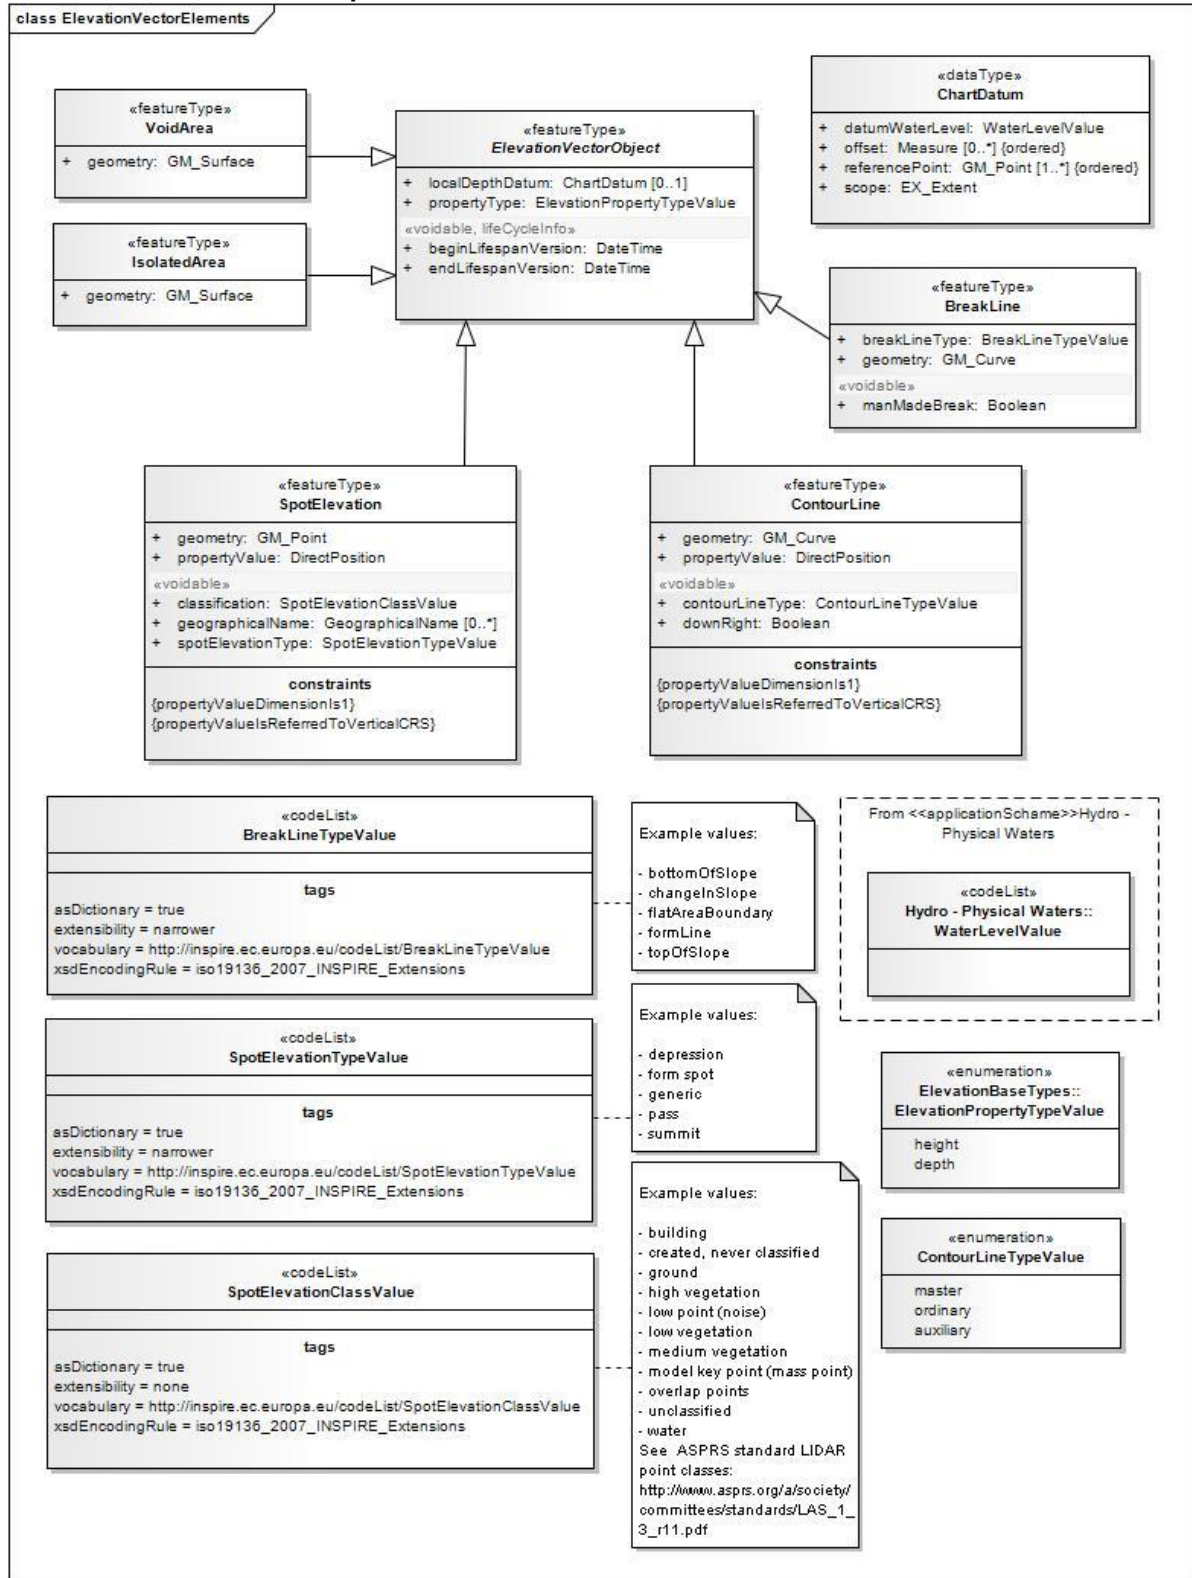 class ElevationVectorElements
«featureType»
VoidArea
+ geometry: GM_Surface
«featureType»
IsolatedArea
+ geometry: GM_Surface
«featureType»
ElevationVectorObject
+ localDepthDatum: ChartDatum [0..1]
+ propertyType: ElevationPropertyTypeValue
«voidable, lifeCycleInfo»
+ beginLifespanVersion: DateTime
+ endLifespanVersion: DateTime
«dataType»
ChartDatum
+ datumWaterLevel: WaterLevelValue
+ offset: Measure [0..*] {ordered}
+ referencePoint: GM_Point [1..*] {ordered}
+ scope: EX_Extent
«featureType»
BreakLine
+ breakLineType: BreakLineTypeValue
+ geometry: GM_Curve
«voidable»
+ manMadeBreak: Boolean
«featureType»
SpotElevation
+ geometry: GM_Point
+ propertyValue: DirectPosition
«voidable»
+ classification: SpotElevationClassValue
+ geographicalName: GeographicalName [0..*]
+ spotElevationType: SpotElevationTypeValue
constraints
{propertyValueDimensionIs1}
{propertyValueIsReferredToVerticalCRS}
«featureType»
ContourLine
+ geometry: GM_Curve
+ propertyValue: DirectPosition
«voidable»
+ contourLineType: ContourLineTypeValue
+ downRight: Boolean
constraints
{propertyValueDimensionIs1}
{propertyValueIsReferredToVerticalCRS}
«codeList»
BreakLineTypeValue
tags
asDictionary = true
extensibility = narrower
vocabulary = http://inspire.ec.europa.eu/codeList/BreakLineTypeValue
xsdEncodingRule = iso19136_2007_INSPIRE_Extensions
Example values:
- bottomOfSlope
- changeInSlope
- flatAreaBoundary
- formLine
- topOfSlope
From <<applicationSchame>>Hydro -
Physical Waters
«codeList»
Hydro - Physical Waters::
WaterLevelValue
«codeList»
SpotElevationTypeValue
tags
asDictionary = true
extensibility = narrower
vocabulary = http://inspire.ec.europa.eu/codeList/SpotElevationTypeValue
xsdEncodingRule = iso19136_2007_INSPIRE_Extensions
Example values:
- depression
- form spot
- generic
- pass
- summit
«enumeration»
ElevationBaseTypes::
ElevationPropertyTypeValue
height
depth
«codeList»
SpotElevationClassValue
tags
asDictionary = true
extensibility = none
vocabulary = http://inspire.ec.europa.eu/codeList/SpotElevationClassValue
xsdEncodingRule = iso19136_2007_INSPIRE_Extensions
Example values:
- building
- created, never classified
- ground
- high vegetation
- low point (noise)
- low vegetation
- medium vegetation
- model key point (mass point)
- overlap points
- unclassified
- water
See ASPRS standard LIDAR
point classes:
http://www.asprs.org/a/society/
committees/standards/LAS_1_
3_r11.pdf
«enumeration»
ContourLineTypeValue
master
ordinary
auxiliary